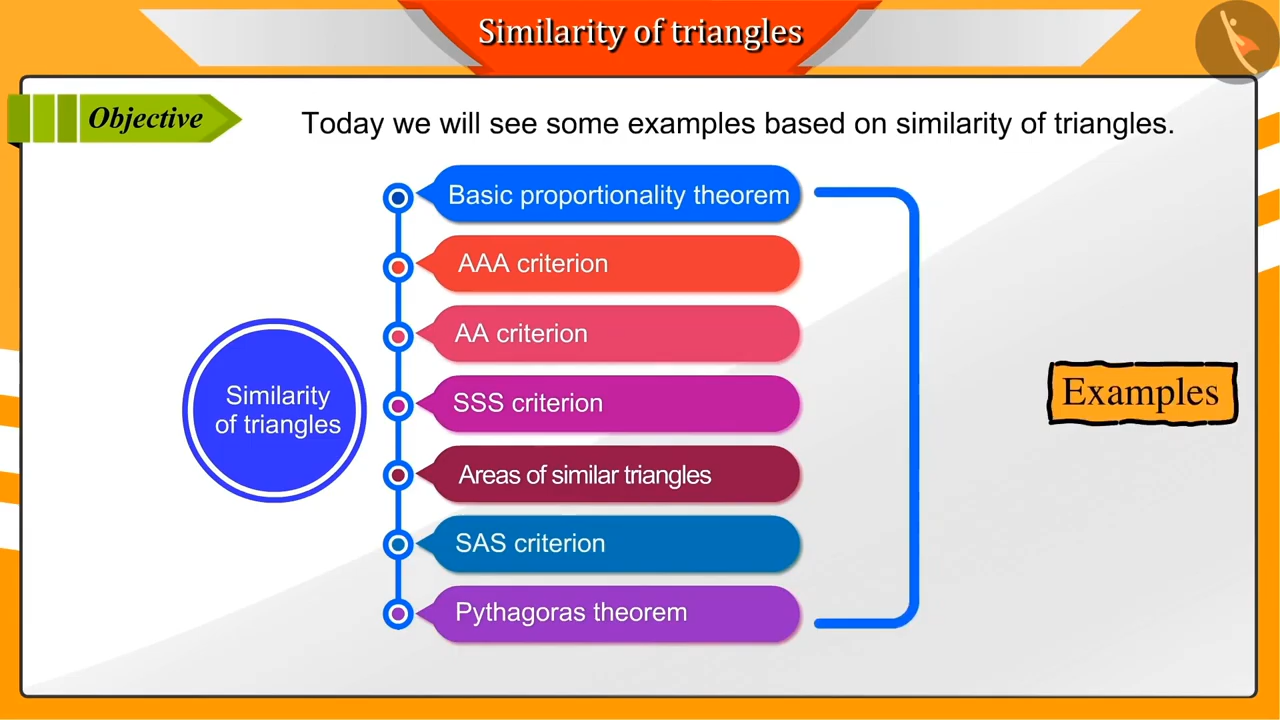 Similarity of triangles
Objective
Today we will see some examples based on similarity of triangles.
Basic proportionality theorem
AAA criterion
AA criterion
SSS criterion
Similarity
of triangles
Examples
Areas of similar triangles
SAS criterion
Pythagoras theorem